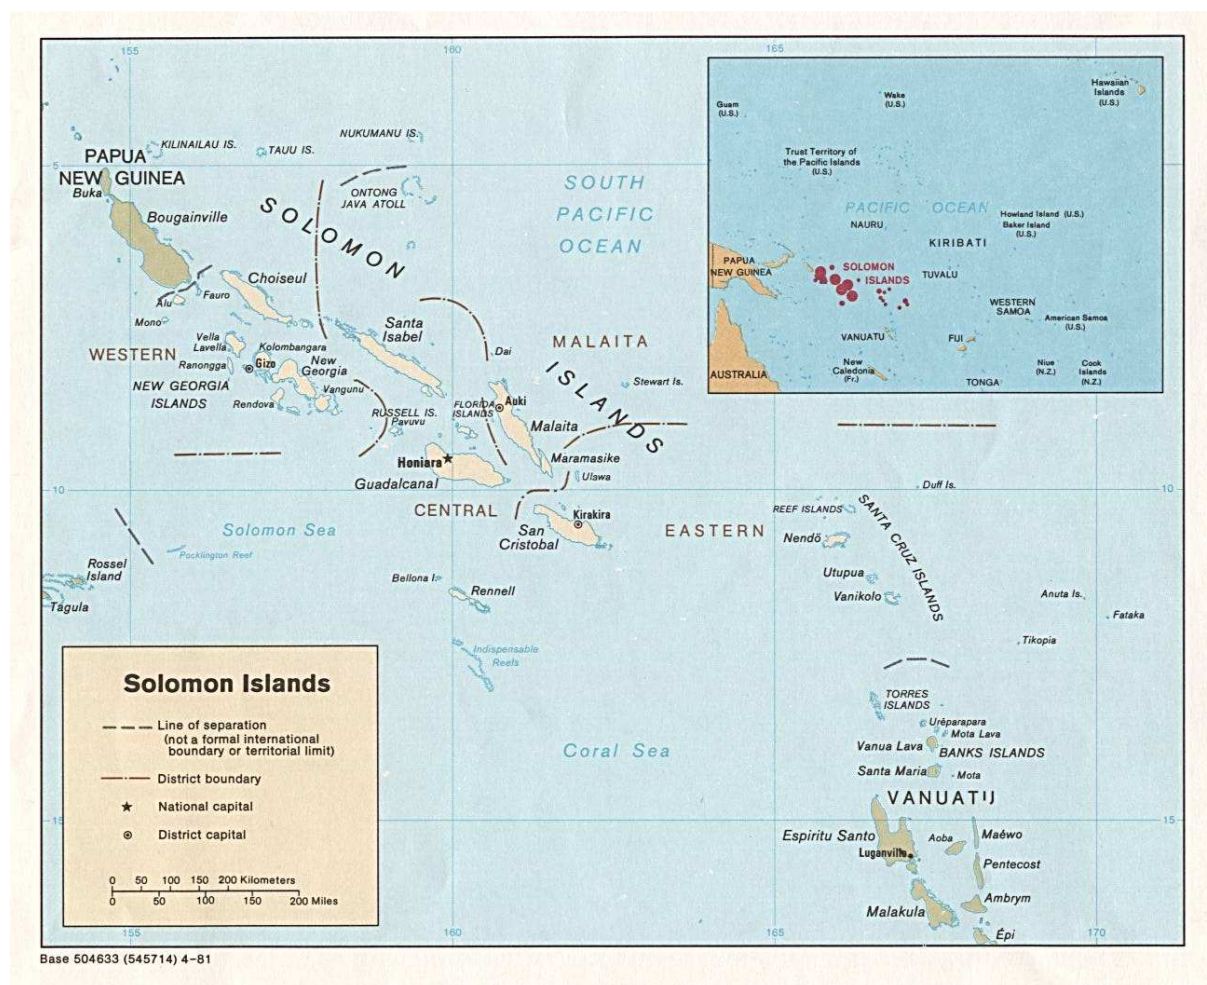 155
160
165
Guam
(U.S.)
Wake
(U.S.)
Hawaiian
Islands
(U.S.)
Trust Territory of
the Pacific Islands
(U.S.)
PACIFIC OCEAN
NAURU
Howland Island (U.S.)
Baker Island
(U.S.)
KIRIBATI
PAPUA
NEW GUINEA
SOLOMON
ISLANDS
TUVALU
WESTERN
SAMOA
American Samoa
(U.S.)
VANUATU
FIJI
AUSTRALIA
New
Caledonia
(Fr.)
TONGA
Niue
(N.Z.)
Cook
Islands
(N.Z.)
KILINAILAU IS.
TAUU IS.
NUKUMANU IS.
5
PAPUA
NEW GUINEA
Buka
Bougainville
ONTONG
JAVA ATOLL
SOUTH
PACIFIC
OCEAN
SOLOMON
ISLANDS
Choiseul
Alu
Fauro
Mono
Vella
Lavella
Kolombangara
WESTERN
Ranongga
Gizo
New
Georgia
NEW GEORGIA
ISLANDS
Vangunu
Rendova
Santa
Isabel
Dai
MALAITA
Stewart Is.
RUSSELL IS.
Pavuvu
FLORIDA
ISLANDS
Auki
Malaita
Maramasike
Ulawa
Honiara
Guadalcanal
10
10
CENTRAL
Kirakira
San
Cristobal
EASTERN
Solomon Sea
Pocklington Reef
Rossel
Island
Tagula
Bellona I.
Rennell
Indispensable
Reefs
Duff Is.
REEF ISLANDS
SANTA CRUZ ISLANDS
Nendö
Utupua
Vanikolo
Anuta Is.
Fataka
Tikopia
Coral Sea
TORRES
ISLANDS
Uréparapara
Mota Lava
Vanua Lava
BANKS ISLANDS
Santa Maria
Mota
VANUATU
15
15
Espiritu Santo
Aoba
Maéwo
Luganville
Pentecost
Malakula
Ambrym
Épi
Solomon Islands
Line of separation
(not a formal international
boundary or territorial limit)
District boundary
National capital
District capital
0 50 100 150 200 Kilometers
0 50 100 150 200 Miles
155
160
165
170
Base 504633 (545714) 4-81